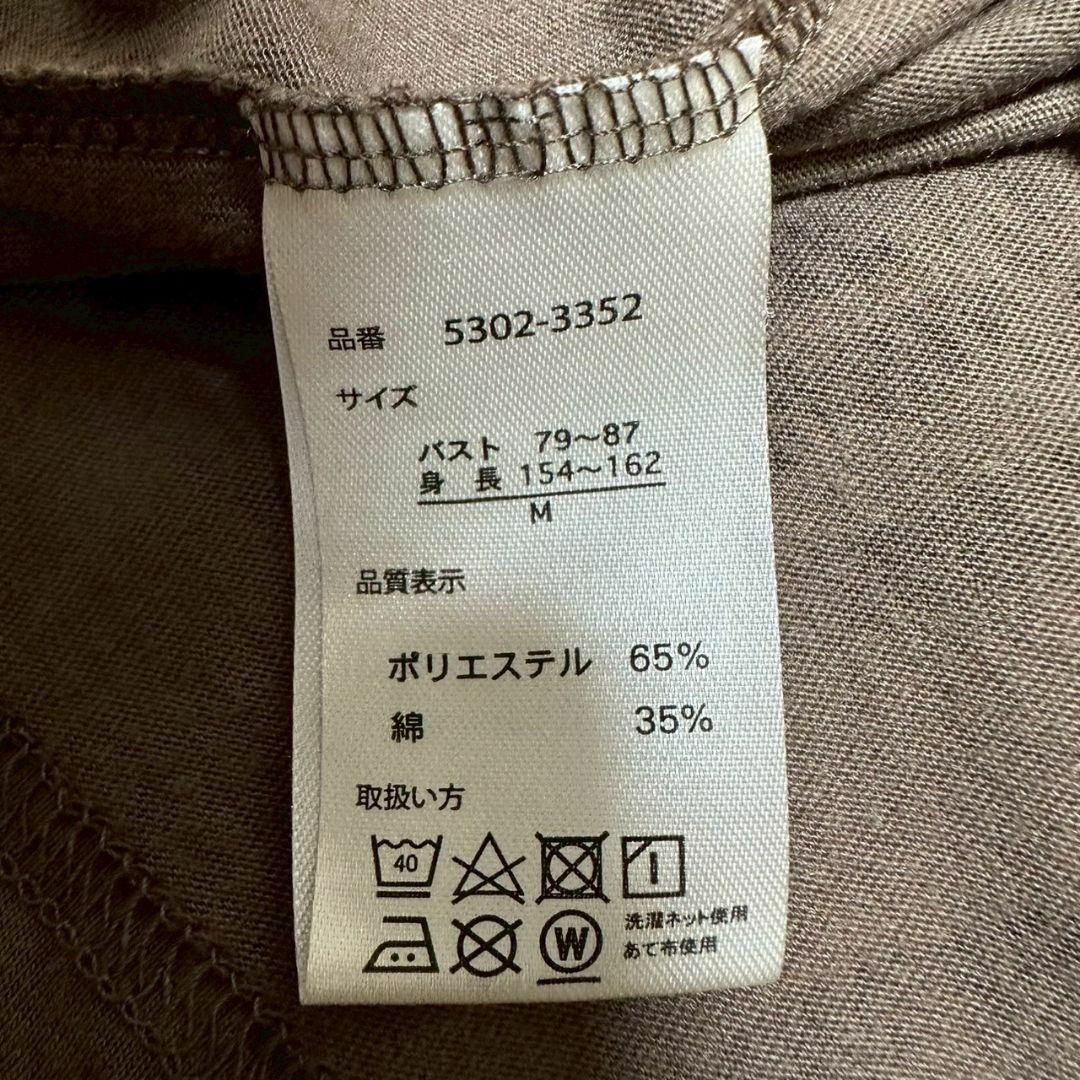 品番 5302-3352
サイズ
バスト 79～87
身 長 154～162
M
品質表示
ポリエステル 65%
綿 35%
取扱い方
40
W
洗濯ネット使用
あて布使用